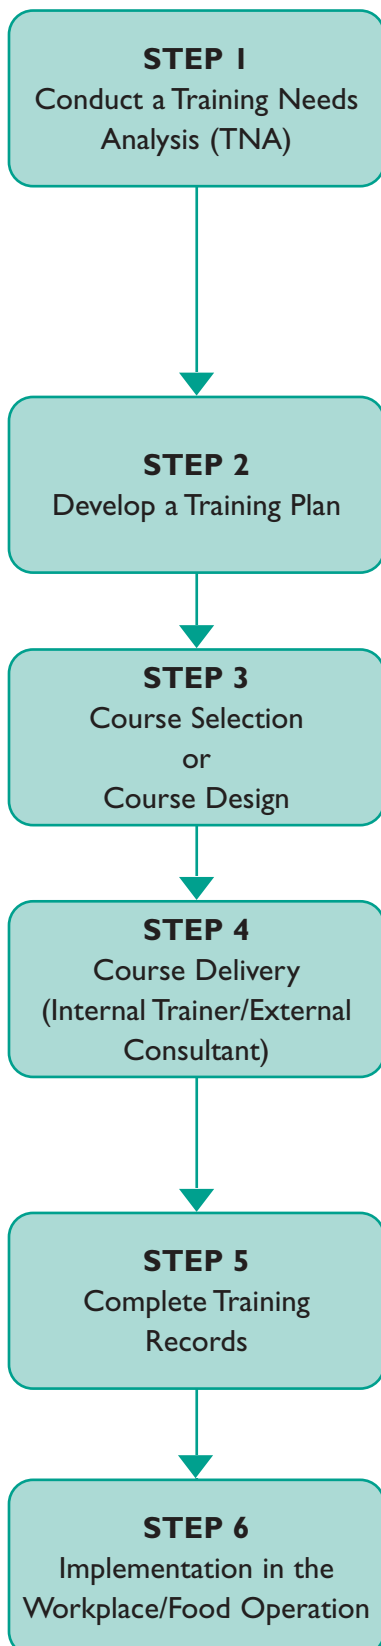 STEP 1
Conduct a Training Needs
Analysis (TNA)
STEP 2
Develop a Training Plan
STEP 3
Course Selection
or
Course Design
STEP 4
Course Delivery
(Internal Trainer/External
Consultant)
STEP 5
Complete Training
Records
STEP 6
Implementation in the
Workplace/Food Operation